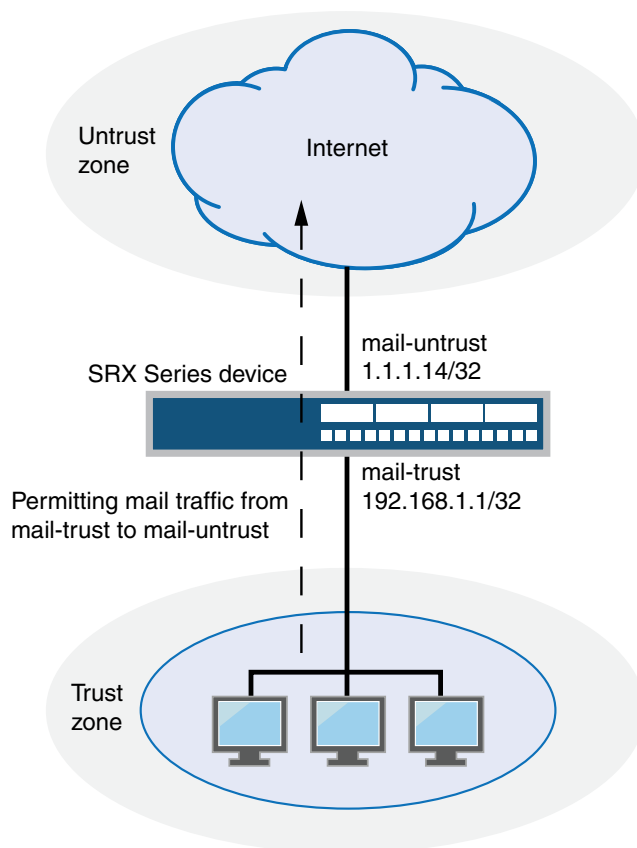 Untrust
zone
Internet
mail-untrust
1.1.1.14/32
SRX Series device
mail-trust
192.168.1.1/32
Permitting mail traffic from
mail-trust to mail-untrust
Trust
zone